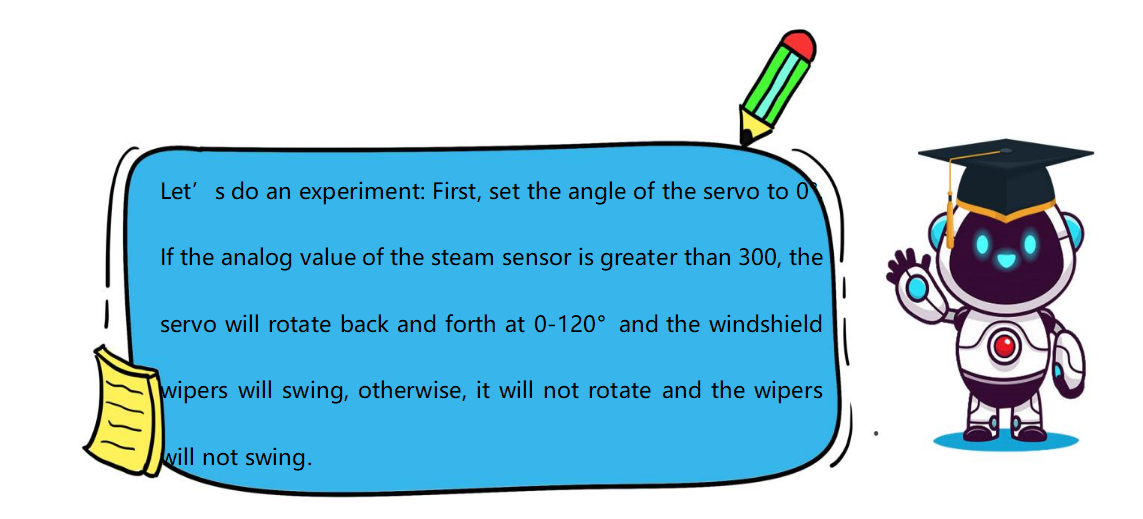 Let’ s do an experiment: First, set the angle of the servo to 0°.
If the analog value of the steam sensor is greater than 300, the
servo will rotate back and forth at 0-120° and the windshield
wipers will swing, otherwise, it will not rotate and the wipers
will not swing.